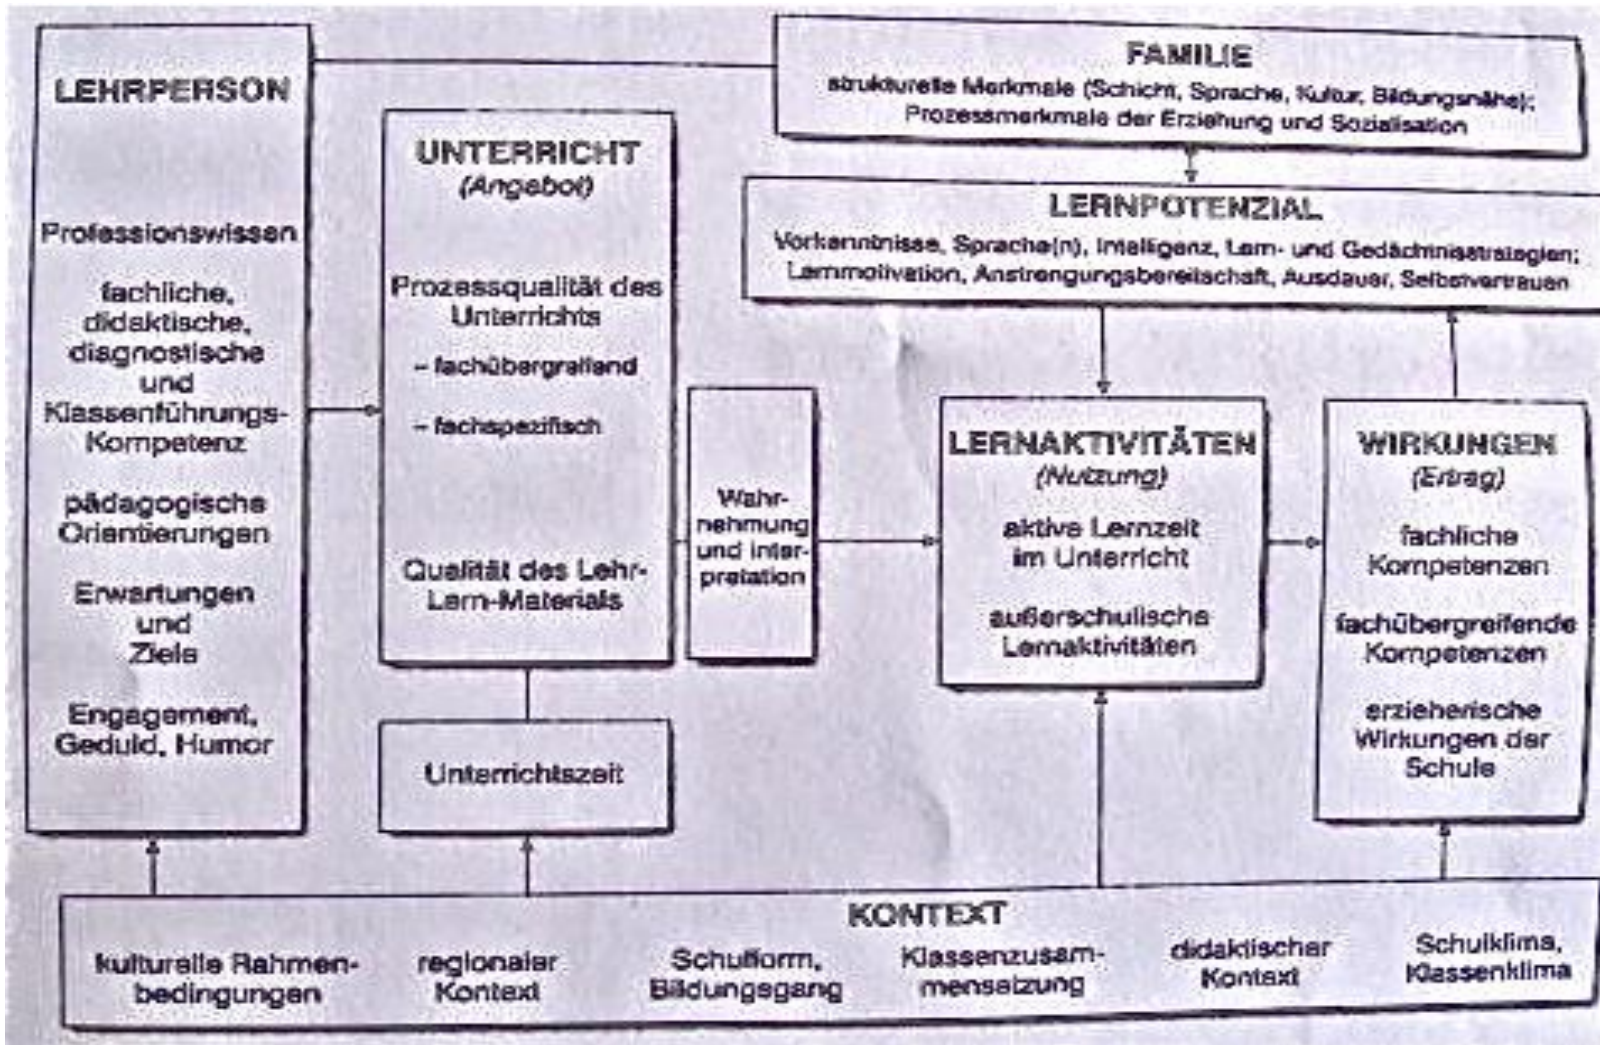 LEHRPERSON
Professionswissen
fachliche,
didaktische,
diagnostische
und
Klassenführungs-
Kompetenz
pädagogische
Orientierungen
Erwartungen
und
Ziele
Engagement,
Geduld, Humor
UNTERRICHT
(Angebot)
Prozessqualität des
Unterrichts
– fachübergreifend
– fachspezifisch
Qualität des Lehr-
Lern-Materials
Unterrichtszeit
Wahr-
nehmung
und Inter-
pretation
FAMILIE
strukturelle Merkmale (Schicht, Sprache, Kultur, Bildungsnähe);
Prozessmerkmale der Erziehung und Sozialisation
LERNPOTENZIAL
Vorkenntnisse, Sprache(n), Intelligenz, Lern- und Gedächtnisstrategien;
Lernmotivation, Anstrengungsbereitschaft, Ausdauer, Selbstvertrauen
LERNAKTIVITÄTEN
(Nutzung)
aktive Lernzeit
im Unterricht
außerschulische
Lernaktivitäten
WIRKUNGEN
(Ertrag)
fachliche
Kompetenzen
fachübergreifende
Kompetenzen
erzieherische
Wirkungen der
Schule
KONTEXT
kulturelle Rahmen-
bedingungen
regionaler
Kontext
Schulform,
Bildungsgang
Klassenzusam-
mensetzung
didaktischer
Kontext
Schulklima,
Klassenklima